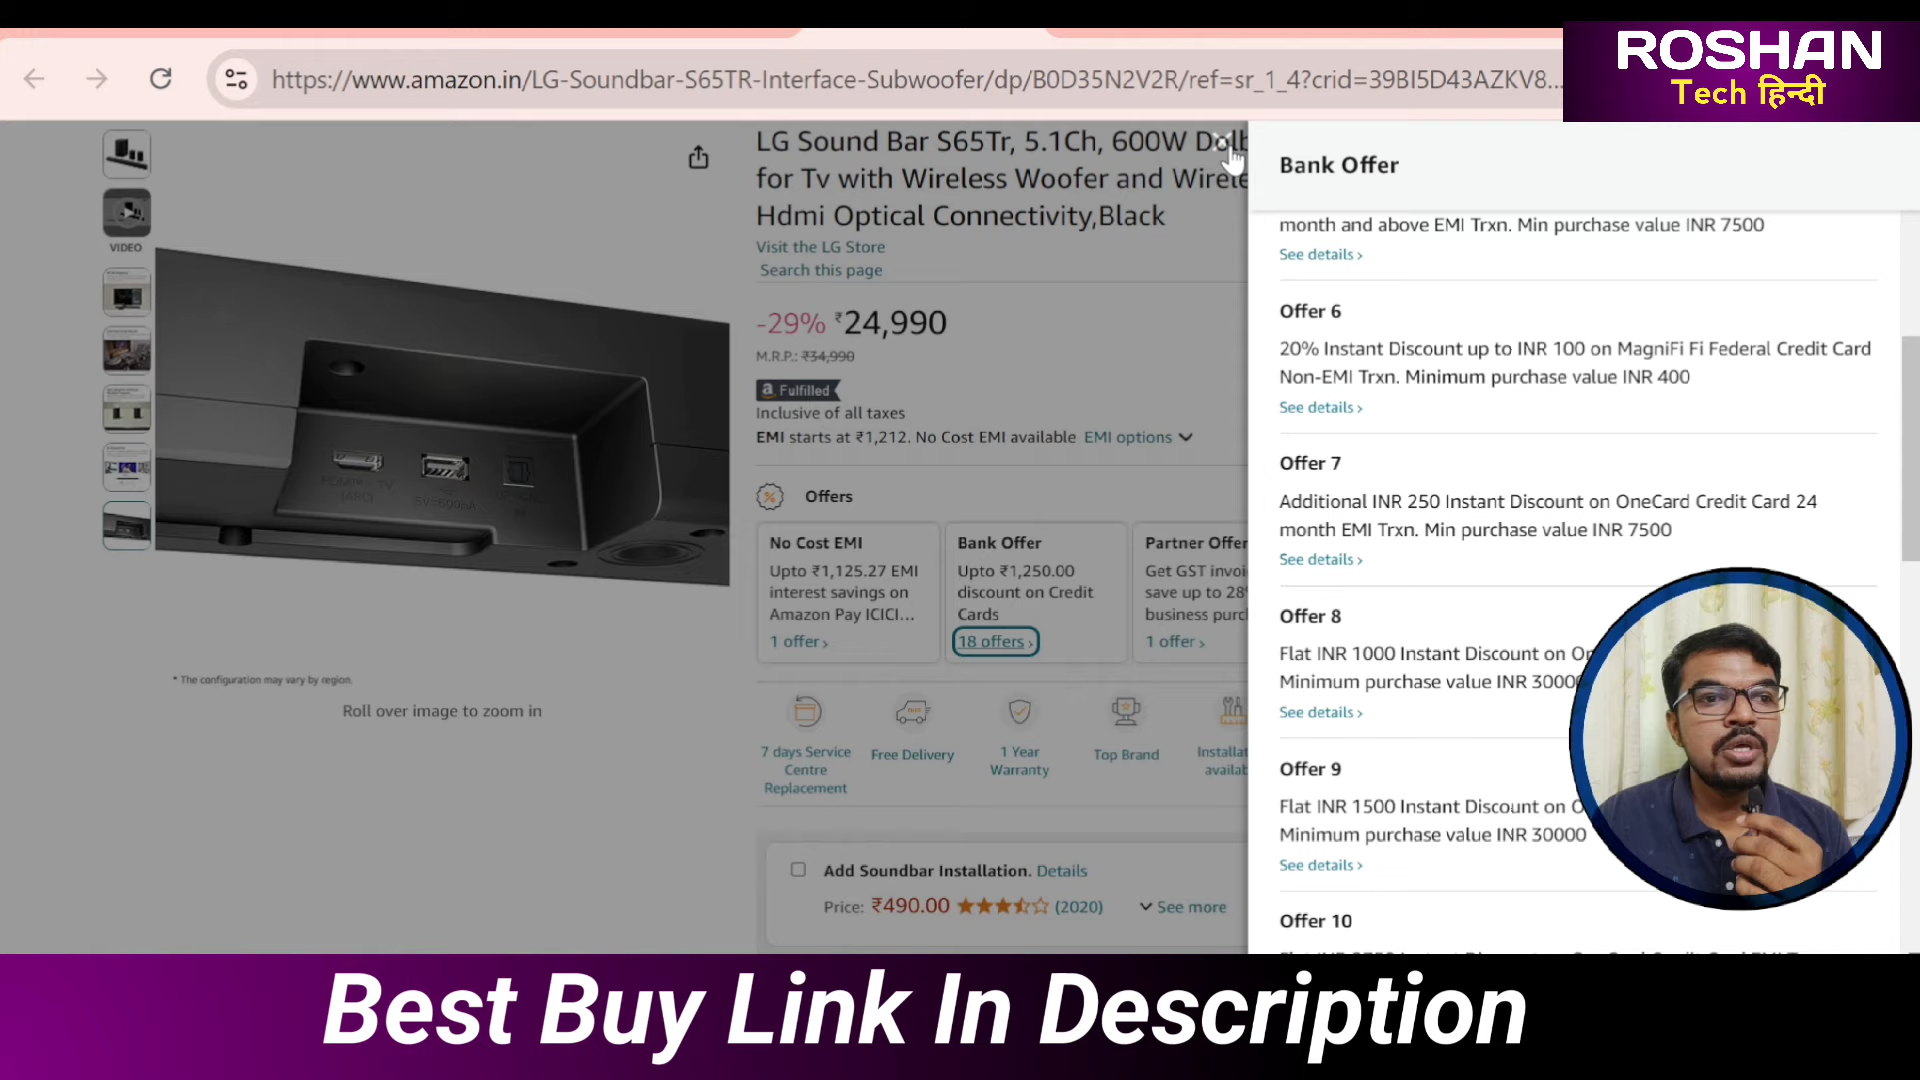 ROSHAN
Tech हिन्दी
https://www.amazon.in/LG-Soundbar-S65TR-Interface-Subwoofer/dp/B0D35N2V2R/ref=sr_1_4?crid=39BI5D43AZKV8...
VIDEO
* The configuration may vary by region.
Roll over image to zoom in
LG Sound Bar S65Tr, 5.1Ch, 600W
for Tv with Wireless Woofer and
Hdmi Optical Connectivity,Black
Visit the LG Store
Search this page
-29% ₹24,990
M.R.P.: ₹34,990
a Fulfilled
Inclusive of all taxes
EMI starts at ₹1,212. No Cost EMI available EMI options
Offers
No Cost EMI
Upto ₹1,125.27 EMI
interest savings on
Amazon Pay ICICI...
1 offer ›
Bank Offer
Upto ₹1,250.00
discount on Credit
Cards
18 offers ›
Partner Offer
Get GST
save up to
business
1 offer ›
7 days Service
Centre
Replacement
Free Delivery
1 Year
Warranty
Top Brand
Add Soundbar Installation. Details
Price: ₹490.00 (2020) See more
Bank Offer
month and above EMI Trxn. Min purchase value INR 7500
See details ›
Offer 6
20% Instant Discount up to INR 100 on MagniFi Fi Federal Credit Card
Non-EMI Trxn. Minimum purchase value INR 400
See details ›
Offer 7
Additional INR 250 Instant Discount on OneCard Credit Card 24
month EMI Trxn. Min purchase value INR 7500
See details ›
Offer 8
Flat INR 1000 Instant Discount on
Minimum purchase value INR 30000
See details ›
Offer 9
Flat INR 1500 Instant Discount on
Minimum purchase value INR 30000
See details ›
Offer 10
Best Buy Link In Description